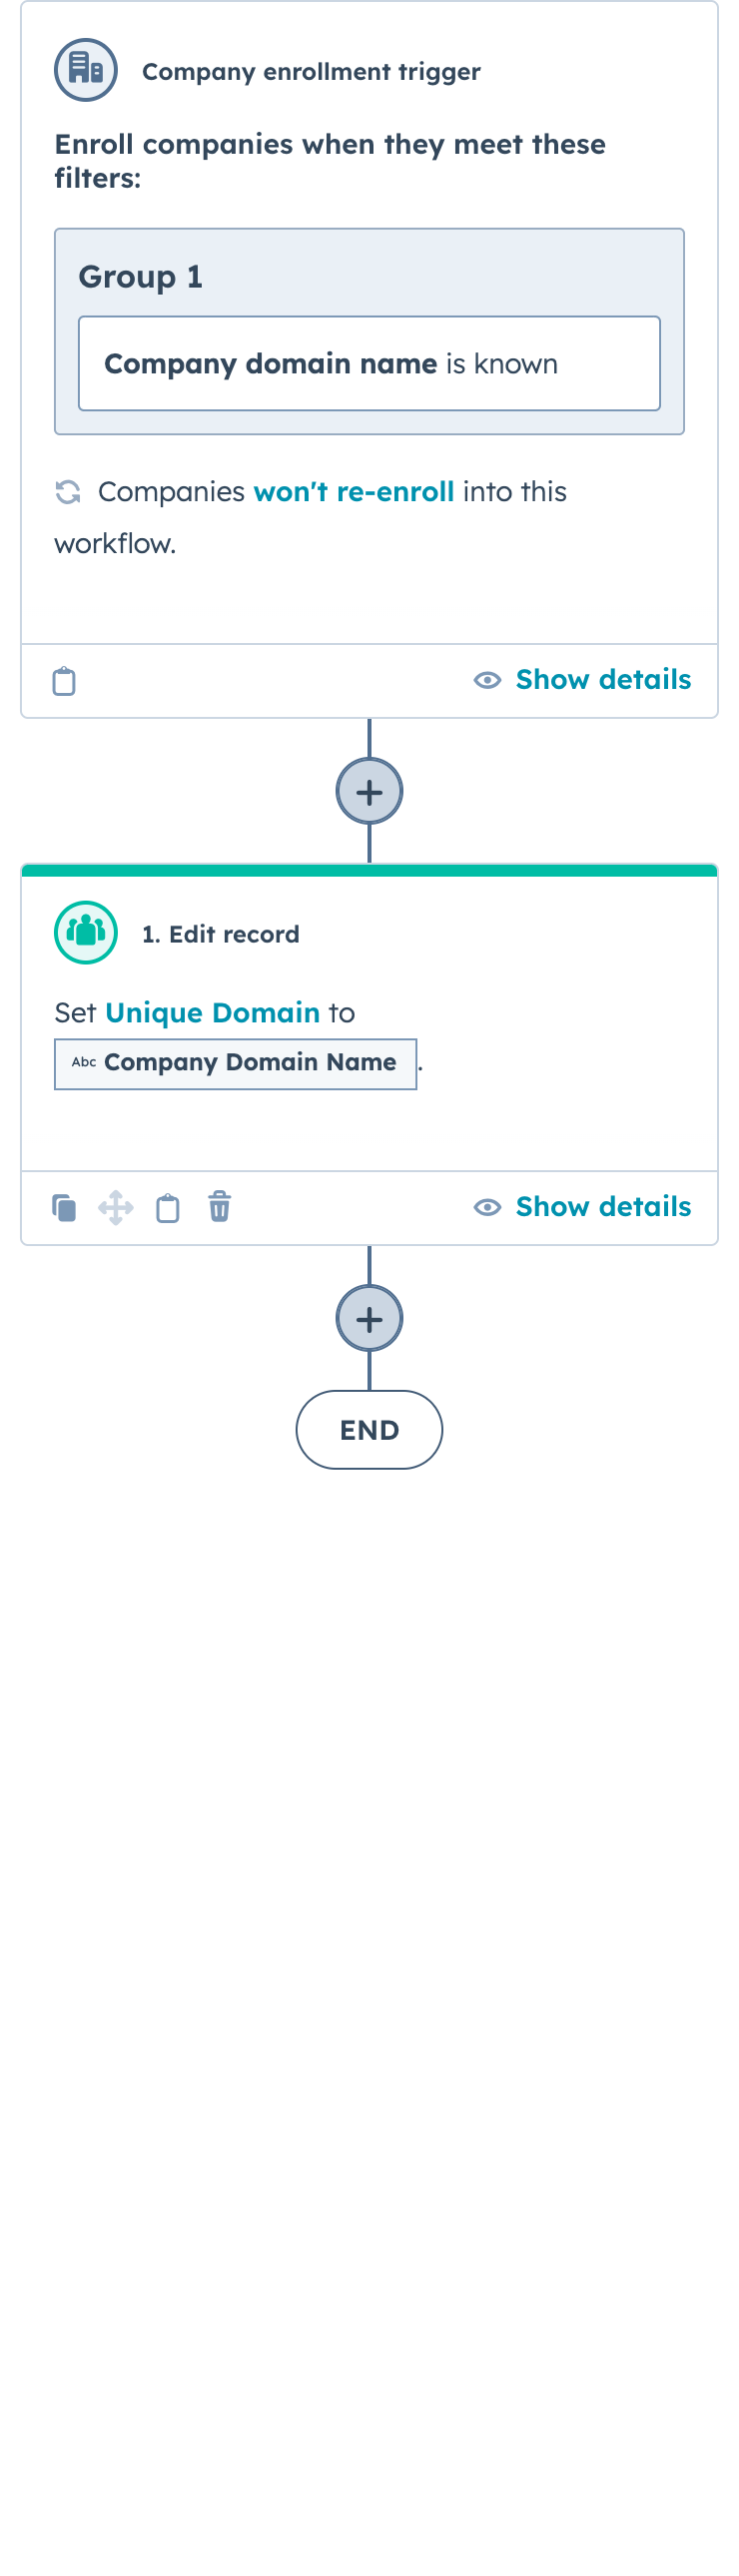 Company enrollment trigger
Enroll companies when they meet these
filters:
Group 1
Company domain name is known
Companies won't re-enroll into this
workflow.
Show details
+
1. Edit record
Set Unique Domain to
Abc Company Domain Name .
Show details
+
END